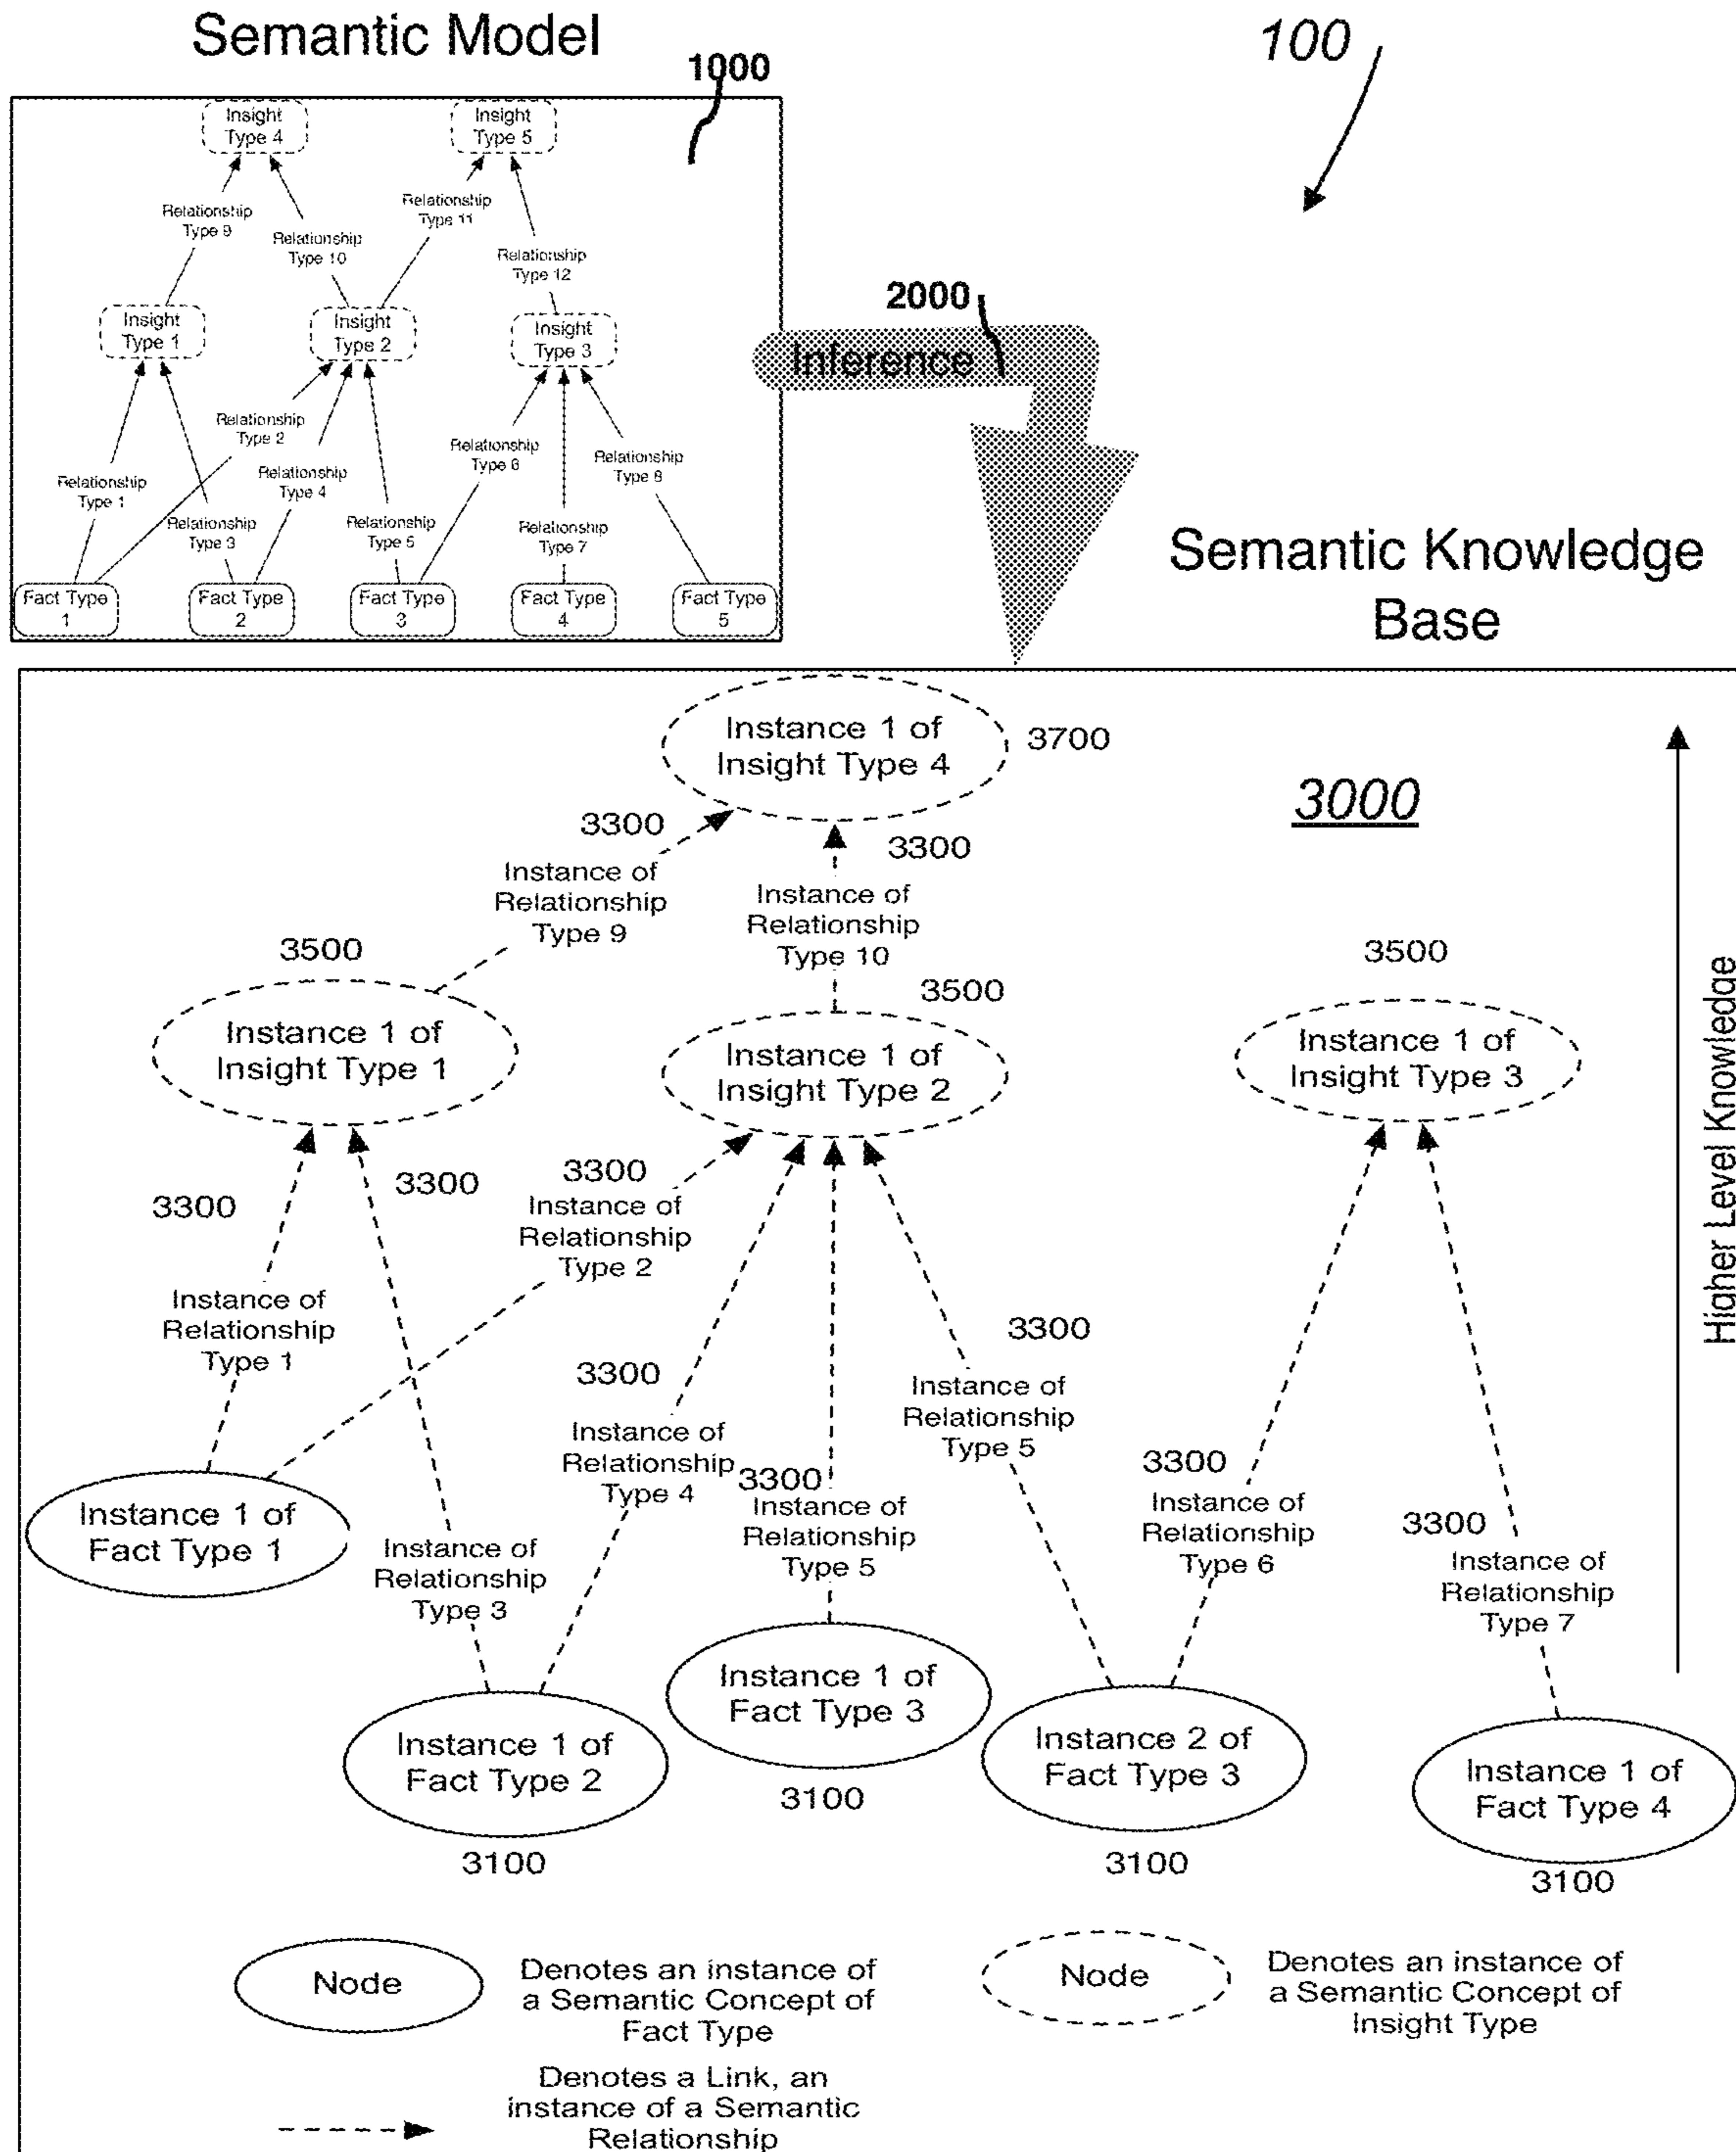 Semantic Model
100
1000
Insight
Type 4
Insight
Type 5
Relationship
Type 9
Relationship
Type 11
Relationship
Type 10
Relationship
Type 12
2000
Insight
Type 1
Insight
Type 2
Insight
Type 3
Inference
Relationship
Type 2
Relationship
Type 6
Relationship
Type 8
Relationship
Type 4
Relationship
Type 1
Relationship
Type 3
Relationship
Type 5
Relationship
Type 7
Semantic Knowledge
Base
Fact Type
1
Fact Type
2
Fact Type
3
Fact Type
4
Fact Type
5
Instance 1 of
Insight Type 4
3700
3000
3300
3300
Instance of
Relationship
Type 9
Instance of
Relationship
Type 10
3500
3500
3500
Higher Level Knowledge
Instance 1 of
Insight Type 1
Instance 1 of
Insight Type 2
Instance 1 of
Insight Type 3
3300
3300
3300
Instance of
Relationship
Type 2
Instance of
Relationship
Type 1
3300
3300
Instance of
Relationship
Type 5
Instance of
Relationship
Type 4
3300
3300
Instance of
Relationship
Type 5
Instance of
Relationship
Type 6
3300
Instance of
Relationship
Type 7
Instance 1 of
Fact Type 1
Instance of
Relationship
Type 3
Instance 1 of
Fact Type 3
Instance 1 of
Fact Type 2
Instance 2 of
Fact Type 3
Instance 1 of
Fact Type 4
3100
3100
3100
3100
Node
Denotes an instance of
a Semantic Concept of
Fact Type
Node
Denotes an instance of
a Semantic Concept of
Insight Type
Denotes a Link, an
instance of a Semantic
Relationship